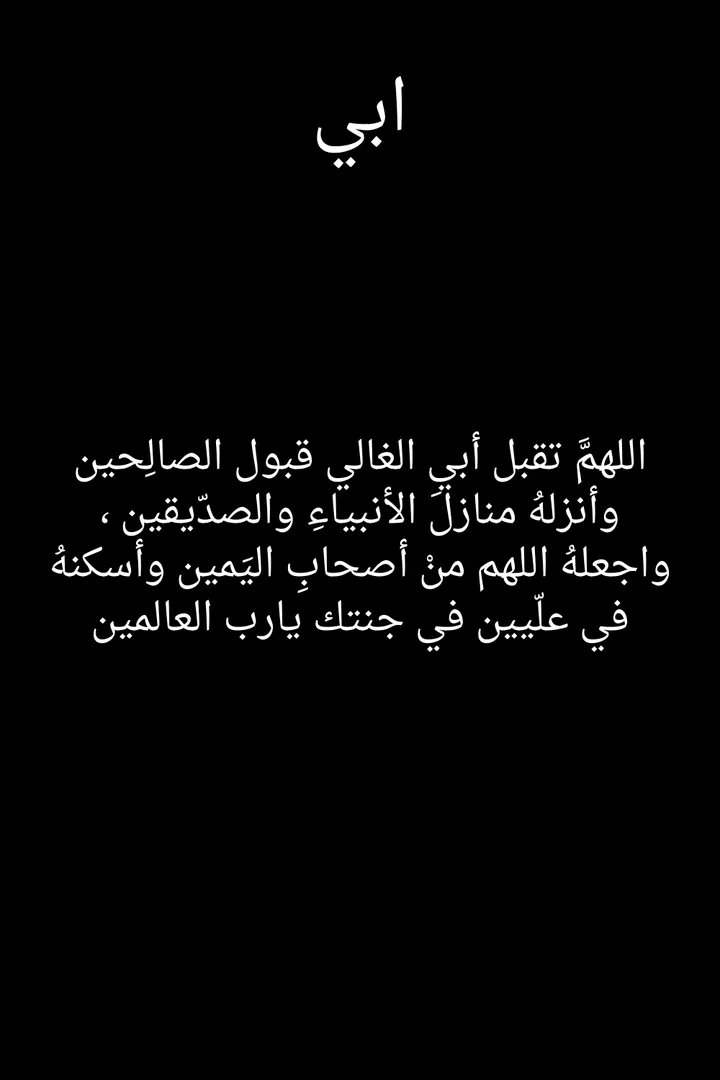 ابي
اللهمَّ تقبل أبي الغالي قبول الصالِحين
وأنزلهُ منازلَ الأنبياءِ والصدّيقين ،
واجعلهُ اللهم منْ أصحابِ اليَمين وأسكنهُ
في علّيين في جنتك يارب العالمين